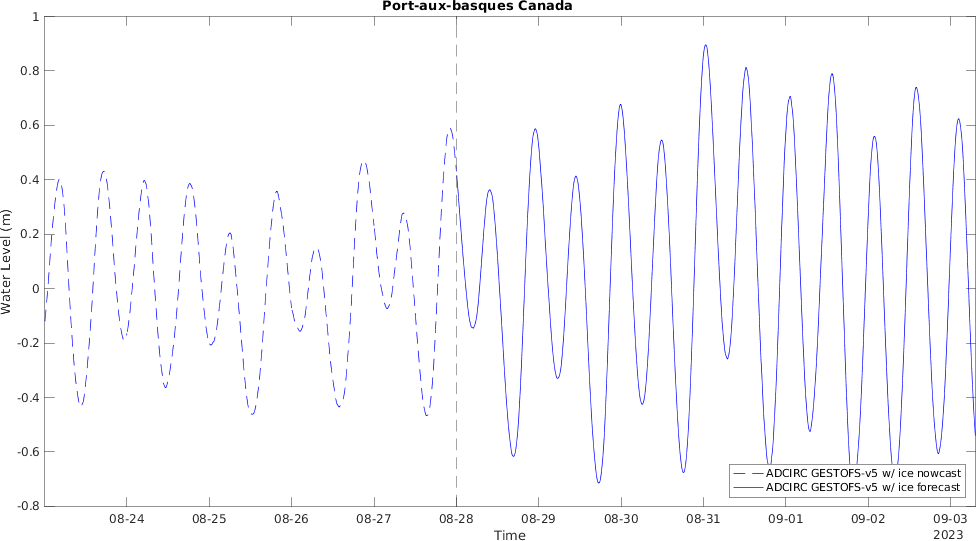 Port-aux-basques Canada
Water Level (m)
1
0.8
0.6
0.4
0.2
0
-0.2
-0.4
-0.6
-0.8
ADCIRC GESTOFS-v5 w/ ice nowcast
ADCIRC GESTOFS-v5 w/ ice forecast
08-24 08-25 08-26 08-27 08-28 08-29 08-30 08-31 09-01 09-02 09-03
Time 2023